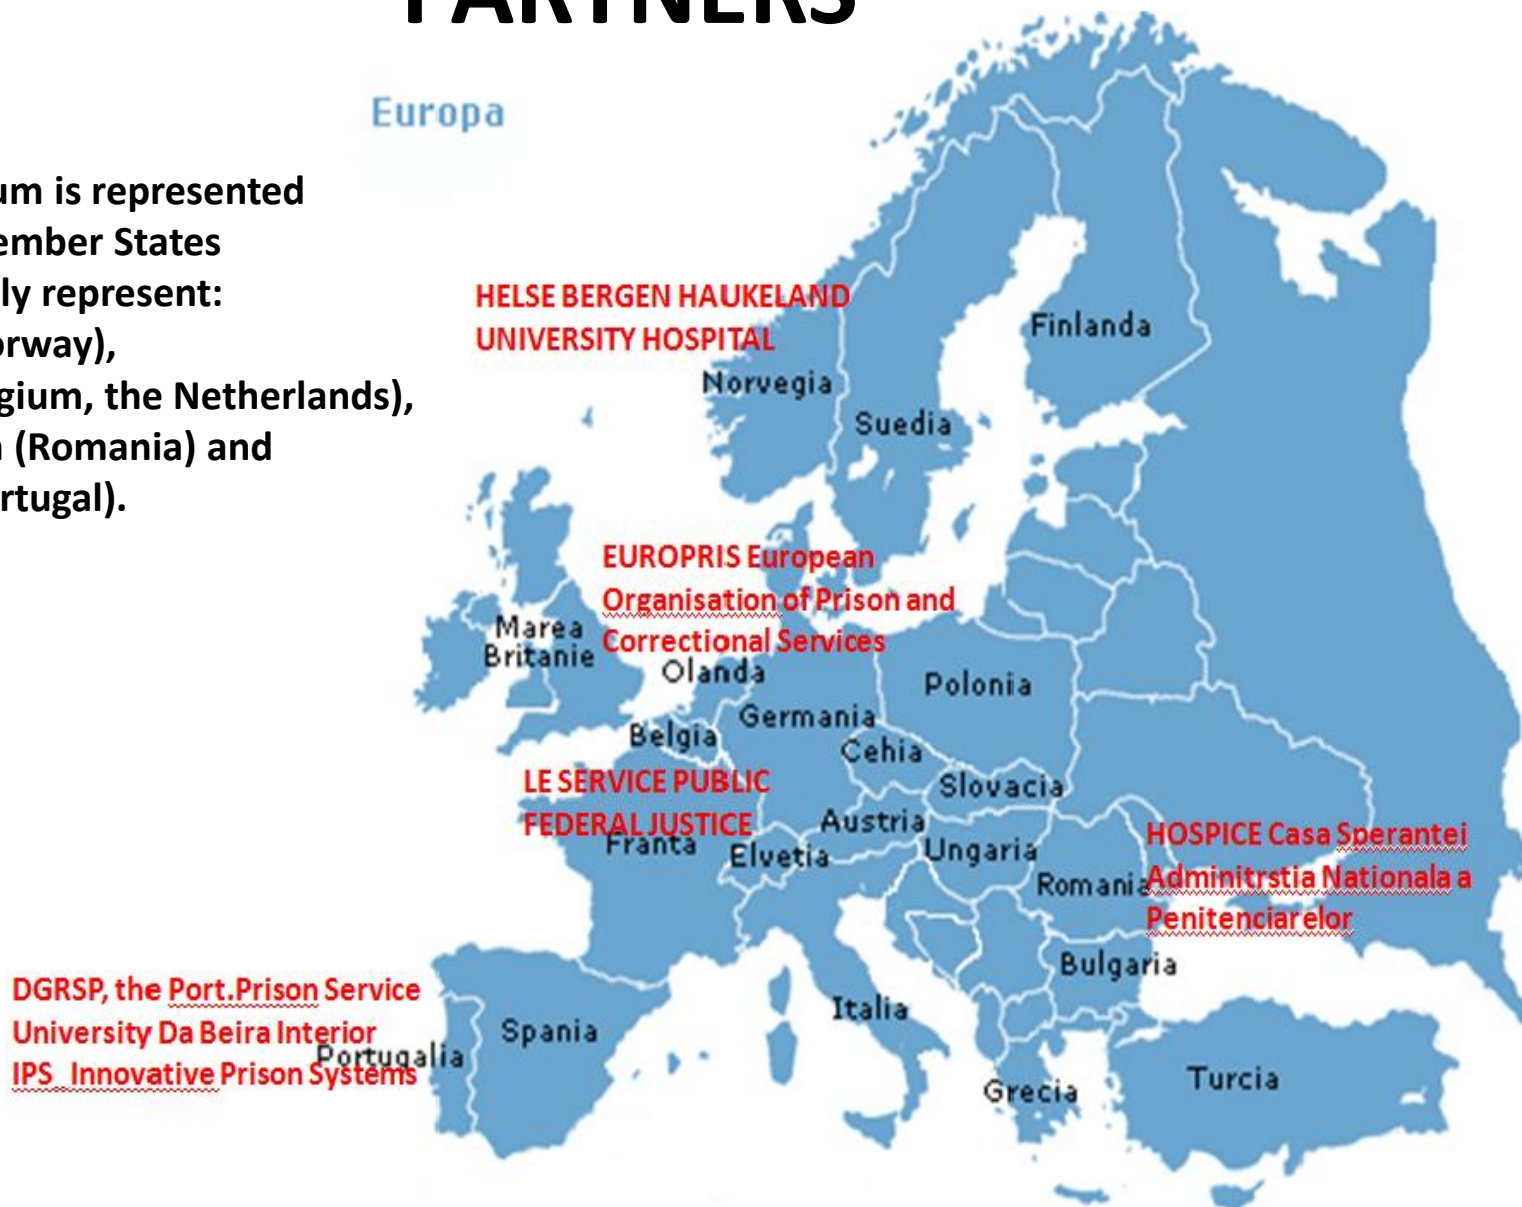 PARTNERS
Europa
um is represented
ember States
ly represent:
orway),
gium, the Netherlands),
n (Romania) and
rtugal).
HELSE BERGEN HAUKELAND
UNIVERSITY HOSPITAL
Norvegia
Finlanda
Suedia
EUROPRIS European
Organisation of Prison and
Correctional Services
Marea
Britanie
Olanda
Polonia
Germania
Belgia
Cehia
LE SERVICE PUBLIC
FEDERAL JUSTICE
Slovacia
Austria
Franta
Elvetia
Ungaria
HOSPICE Casa Sperantei
Adminitrstia Nationala a
Penitenciarelor
Romania
Bulgaria
DGRSP, the Port.Prison Service
University Da Beira Interior
IPS_Innovative Prison Systems
Portugalia
Spania
Italia
Grecia
Turcia